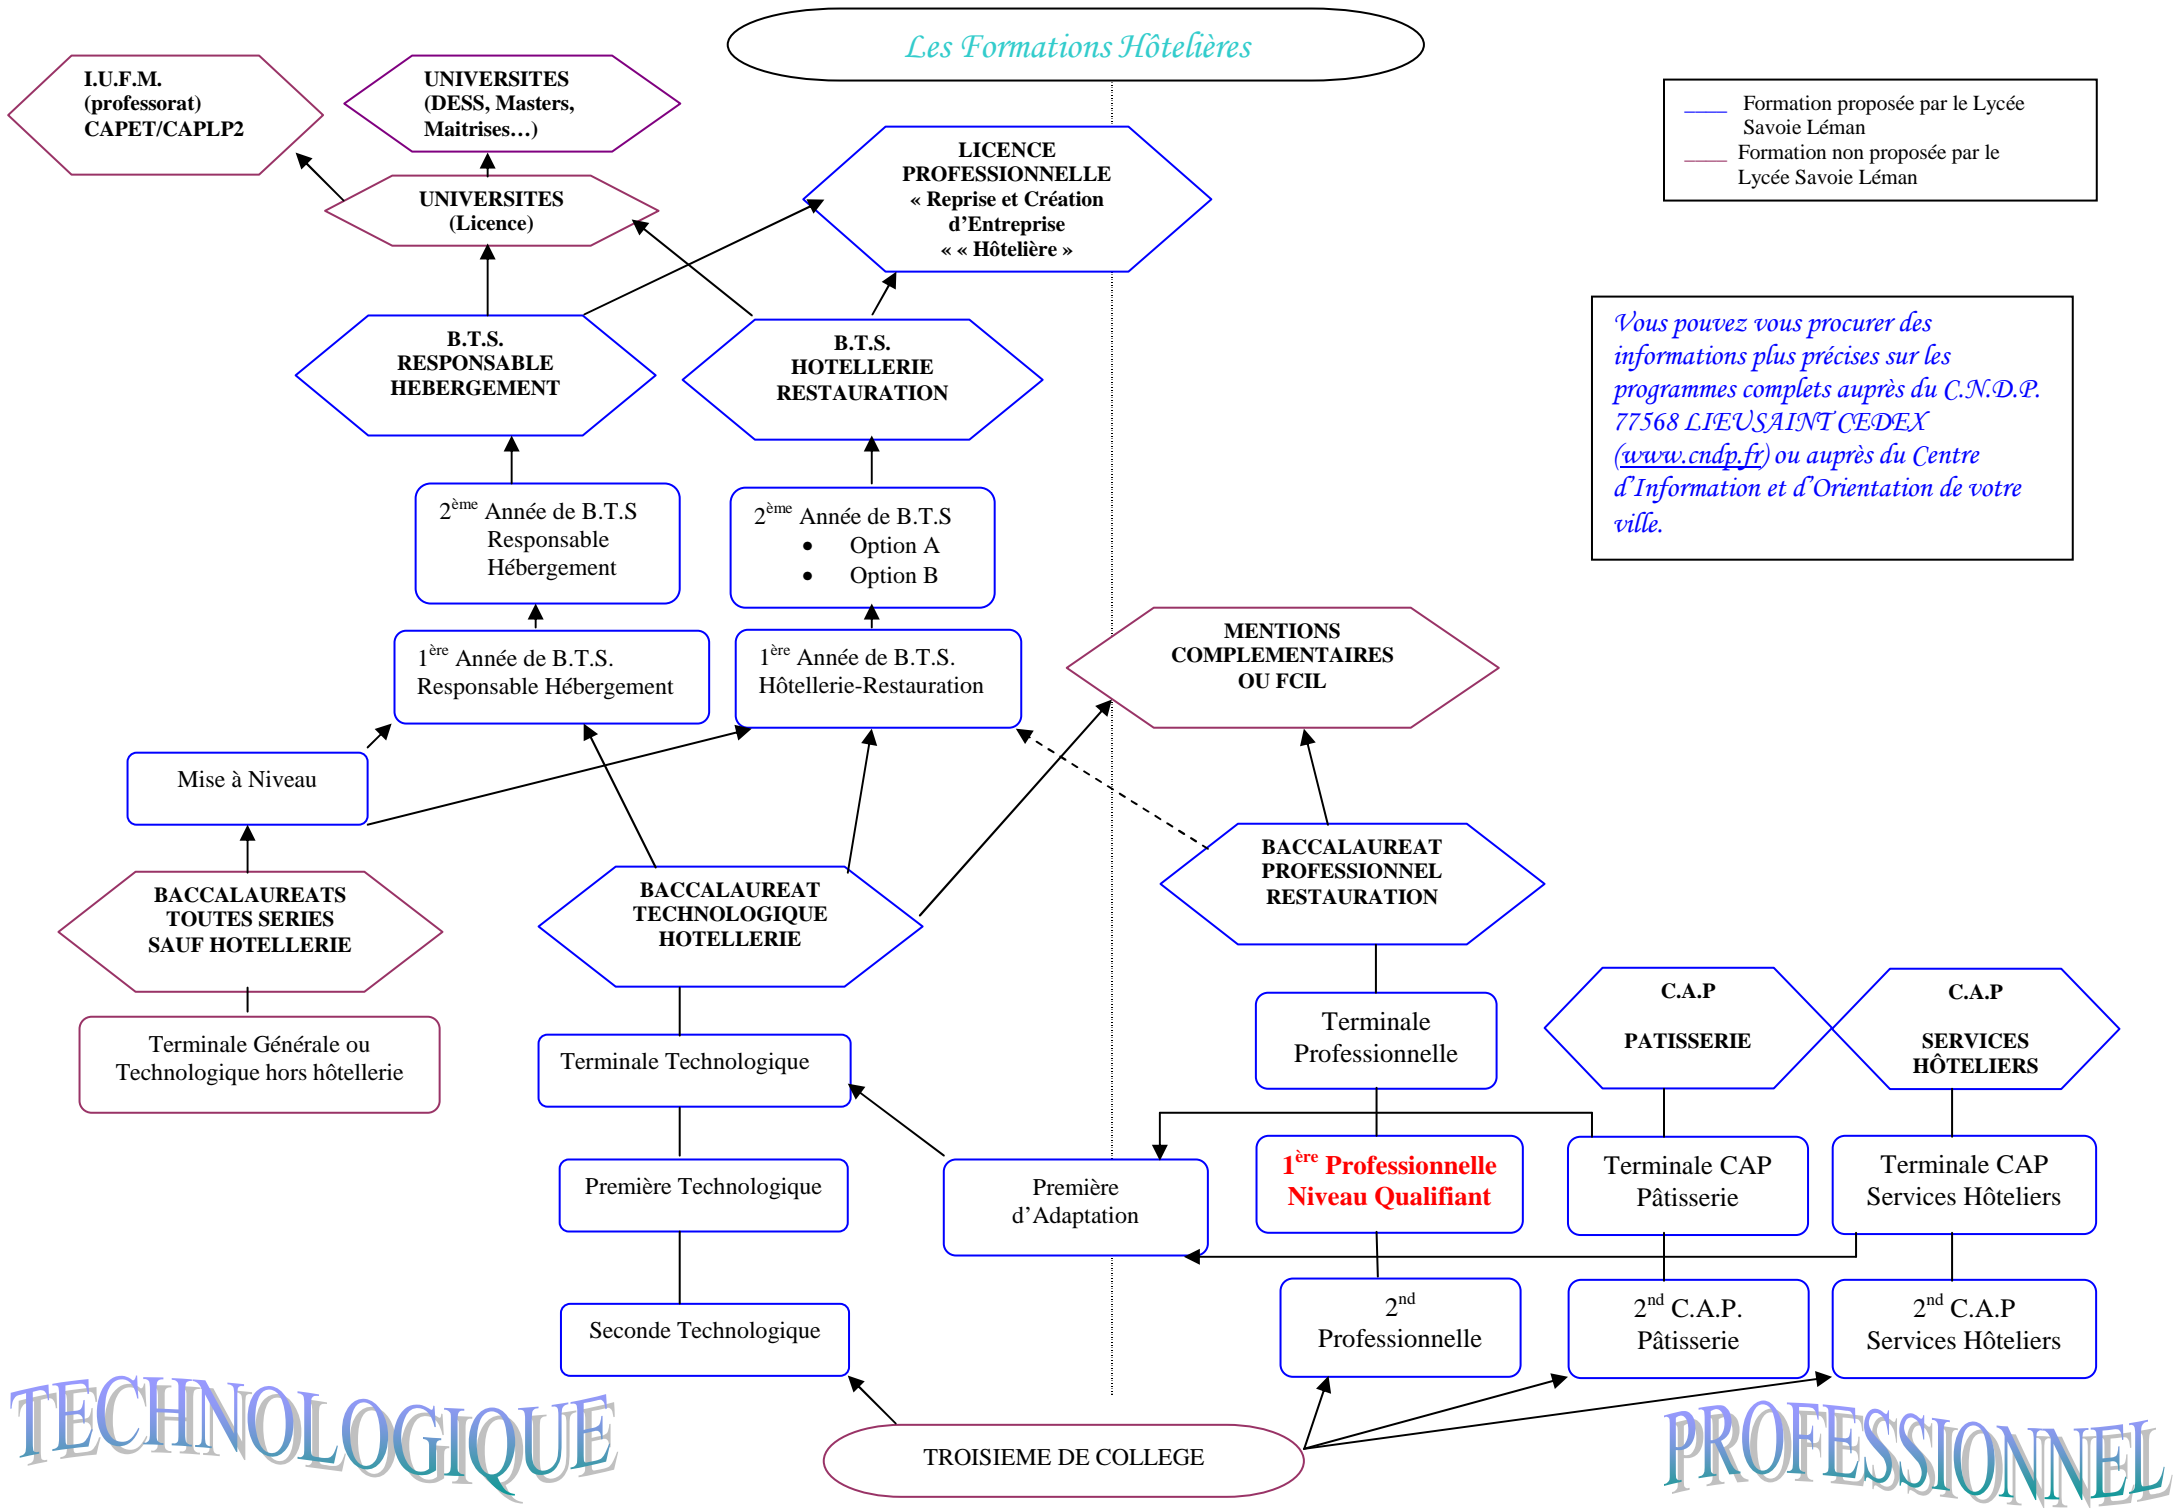 Les Formations Hôtelières
I.U.F.M.
(professorat)
CAPET/CAPLP2
UNIVERSITES
(DESS, Masters,
Maitrises…)
____ Formation proposée par le Lycée
Savoie Léman
____ Formation non proposée par le
Lycée Savoie Léman
LICENCE
PROFESSIONNELLE
« Reprise et Création
d’Entreprise
« « Hôtelière »
UNIVERSITES
(Licence)
Vous pouvez vous procurer des
informations plus précises sur les
programmes complets auprès du C.N.D.P.
77568 LIEUSAINT CEDEX
(www.cndp.fr) ou auprès du Centre
d’Information et d’Orientation de votre
ville.
B.T.S.
RESPONSABLE
HEBERGEMENT
B.T.S.
HOTELLERIE
RESTAURATION
2ème Année de B.T.S
Responsable
Hébergement
2ème Année de B.T.S
• Option A
• Option B
1ère Année de B.T.S.
Responsable Hébergement
1ère Année de B.T.S.
Hôtellerie-Restauration
MENTIONS
COMPLEMENTAIRES
OU FCIL
Mise à Niveau
BACCALAUREATS
TOUTES SERIES
SAUF HOTELLERIE
BACCALAUREAT
TECHNOLOGIQUE
HOTELLERIE
BACCALAUREAT
PROFESSIONNEL
RESTAURATION
Terminale Générale ou
Technologique hors hôtellerie
Terminale Technologique
Terminale
Professionnelle
C.A.P
PATISSERIE
C.A.P
SERVICES
HÔTELIERS
Première Technologique
Première
d’Adaptation
1ère Professionnelle
Niveau Qualifiant
Terminale CAP
Pâtisserie
Terminale CAP
Services Hôteliers
Seconde Technologique
2nd
Professionnelle
2nd C.A.P.
Pâtisserie
2nd C.A.P
Services Hôteliers
TECHNOLOGIQUE
TROISIEME DE COLLEGE
PROFESSIONNEL